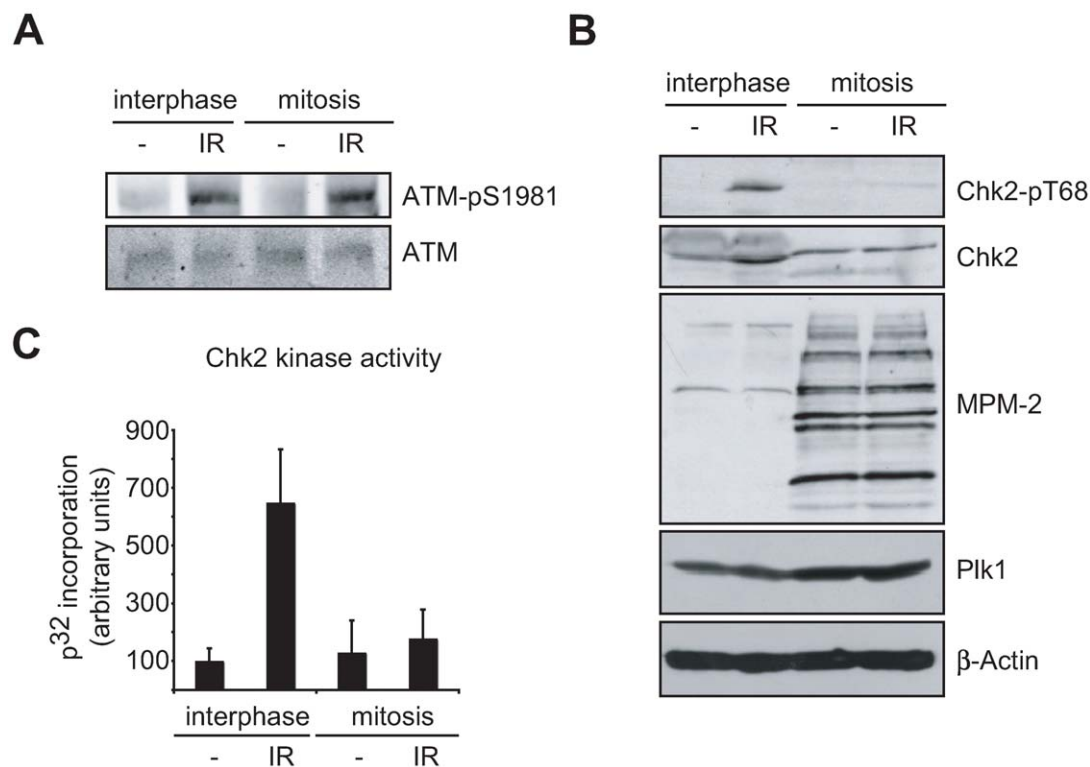 A
interphase mitosis
- IR - IR
ATM-pS1981
ATM
B
interphase mitosis
- IR - IR
Chk2-pT68
Chk2
MPM-2
Plk1
β-Actin
C
Chk2 kinase activity
p32 incorporation
(arbitrary units)
900
700
500
300
100
interphase mitosis
- IR - IR